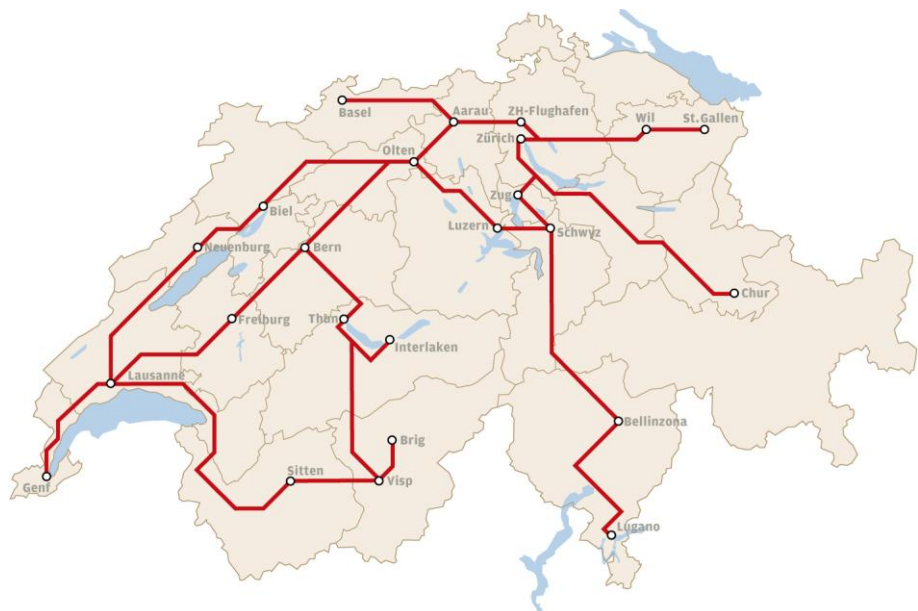 Basel
Aarau
ZH-Flughafen
Wil
St.Gallen
Zürich
Olten
Zug
Biel
Luzern
Schwyz
Neuenburg
Bern
Chur
Freiburg
Thun
Interlaken
Lausanne
Bellinzona
Brig
Sitten
Visp
Genf
Lugano